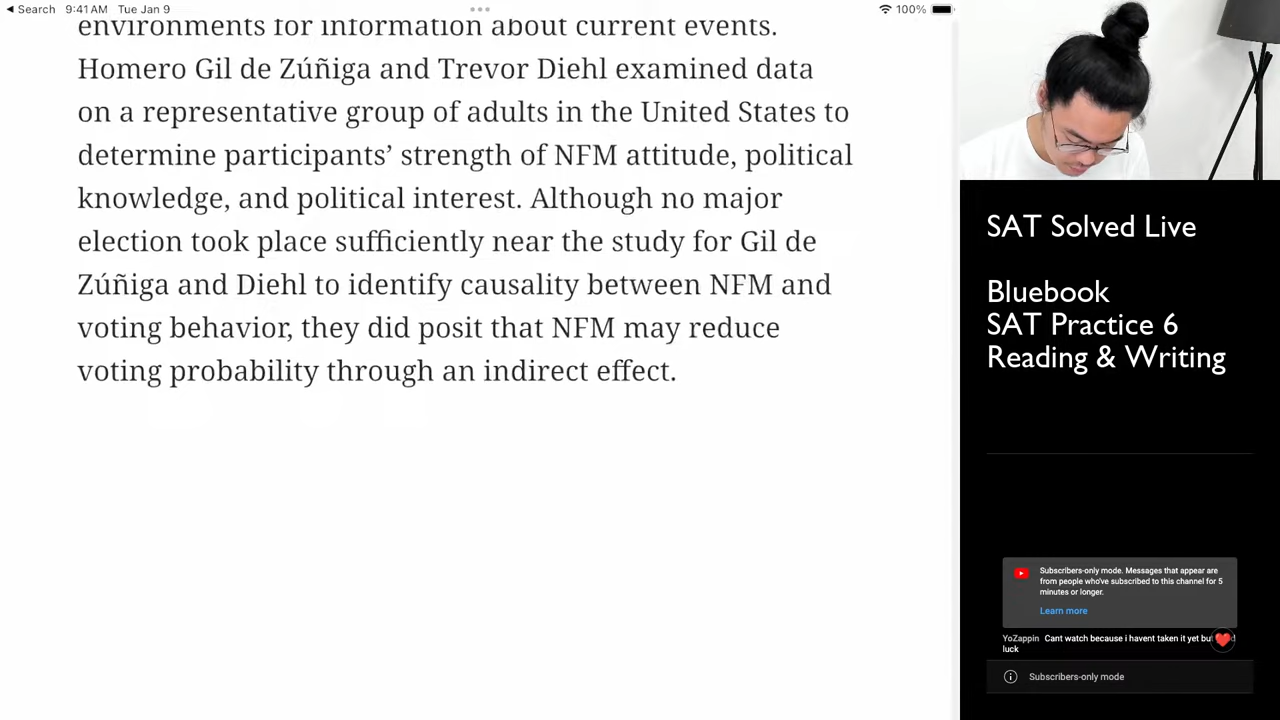 Search 9:41 AM Tue Jan 9
100%
environments for information about current events.
Homero Gil de Zúñiga and Trevor Diehl examined data
on a representative group of adults in the United States to
determine participants’ strength of NFM attitude, political
knowledge, and political interest. Although no major
election took place sufficiently near the study for Gil de
Zúñiga and Diehl to identify causality between NFM and
voting behavior, they did posit that NFM may reduce
voting probability through an indirect effect.
SAT Solved Live
Bluebook
SAT Practice 6
Reading & Writing
Subscribers-only mode. Messages that appear are
from people who've subscribed to this channel for 5
minutes or longer.
Learn more
YoZappin Cant watch because i havent taken it yet
luck
Subscribers-only mode